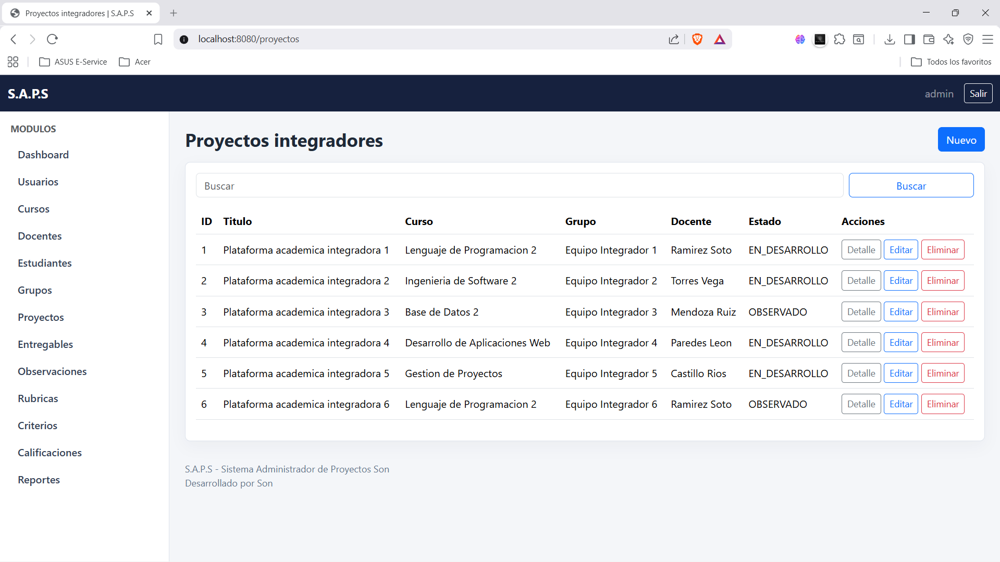 Proyectos integradores | S.A.P.S
localhost:8080/proyectos
ASUS E-Service
Acer
Todos los favoritos
S.A.P.S
admin
Salir
MODULOS
Dashboard
Usuarios
Cursos
Docentes
Estudiantes
Grupos
Proyectos
Entregables
Observaciones
Rubricas
Criterios
Calificaciones
Reportes
Proyectos integradores
Nuevo
Buscar
Buscar
ID Titulo Curso Grupo Docente Estado Acciones
1 Plataforma academica integradora 1 Lenguaje de Programacion 2 Equipo Integrador 1 Ramirez Soto EN_DESARROLLO Detalle Editar Eliminar
2 Plataforma academica integradora 2 Ingenieria de Software 2 Equipo Integrador 2 Torres Vega EN_DESARROLLO Detalle Editar Eliminar
3 Plataforma academica integradora 3 Base de Datos 2 Equipo Integrador 3 Mendoza Ruiz OBSERVADO Detalle Editar Eliminar
4 Plataforma academica integradora 4 Desarrollo de Aplicaciones Web Equipo Integrador 4 Paredes Leon EN_DESARROLLO Detalle Editar Eliminar
5 Plataforma academica integradora 5 Gestion de Proyectos Equipo Integrador 5 Castillo Rios EN_DESARROLLO Detalle Editar Eliminar
6 Plataforma academica integradora 6 Lenguaje de Programacion 2 Equipo Integrador 6 Ramirez Soto OBSERVADO Detalle Editar Eliminar
S.A.P.S - Sistema Administrador de Proyectos Son
Desarrollado por Son